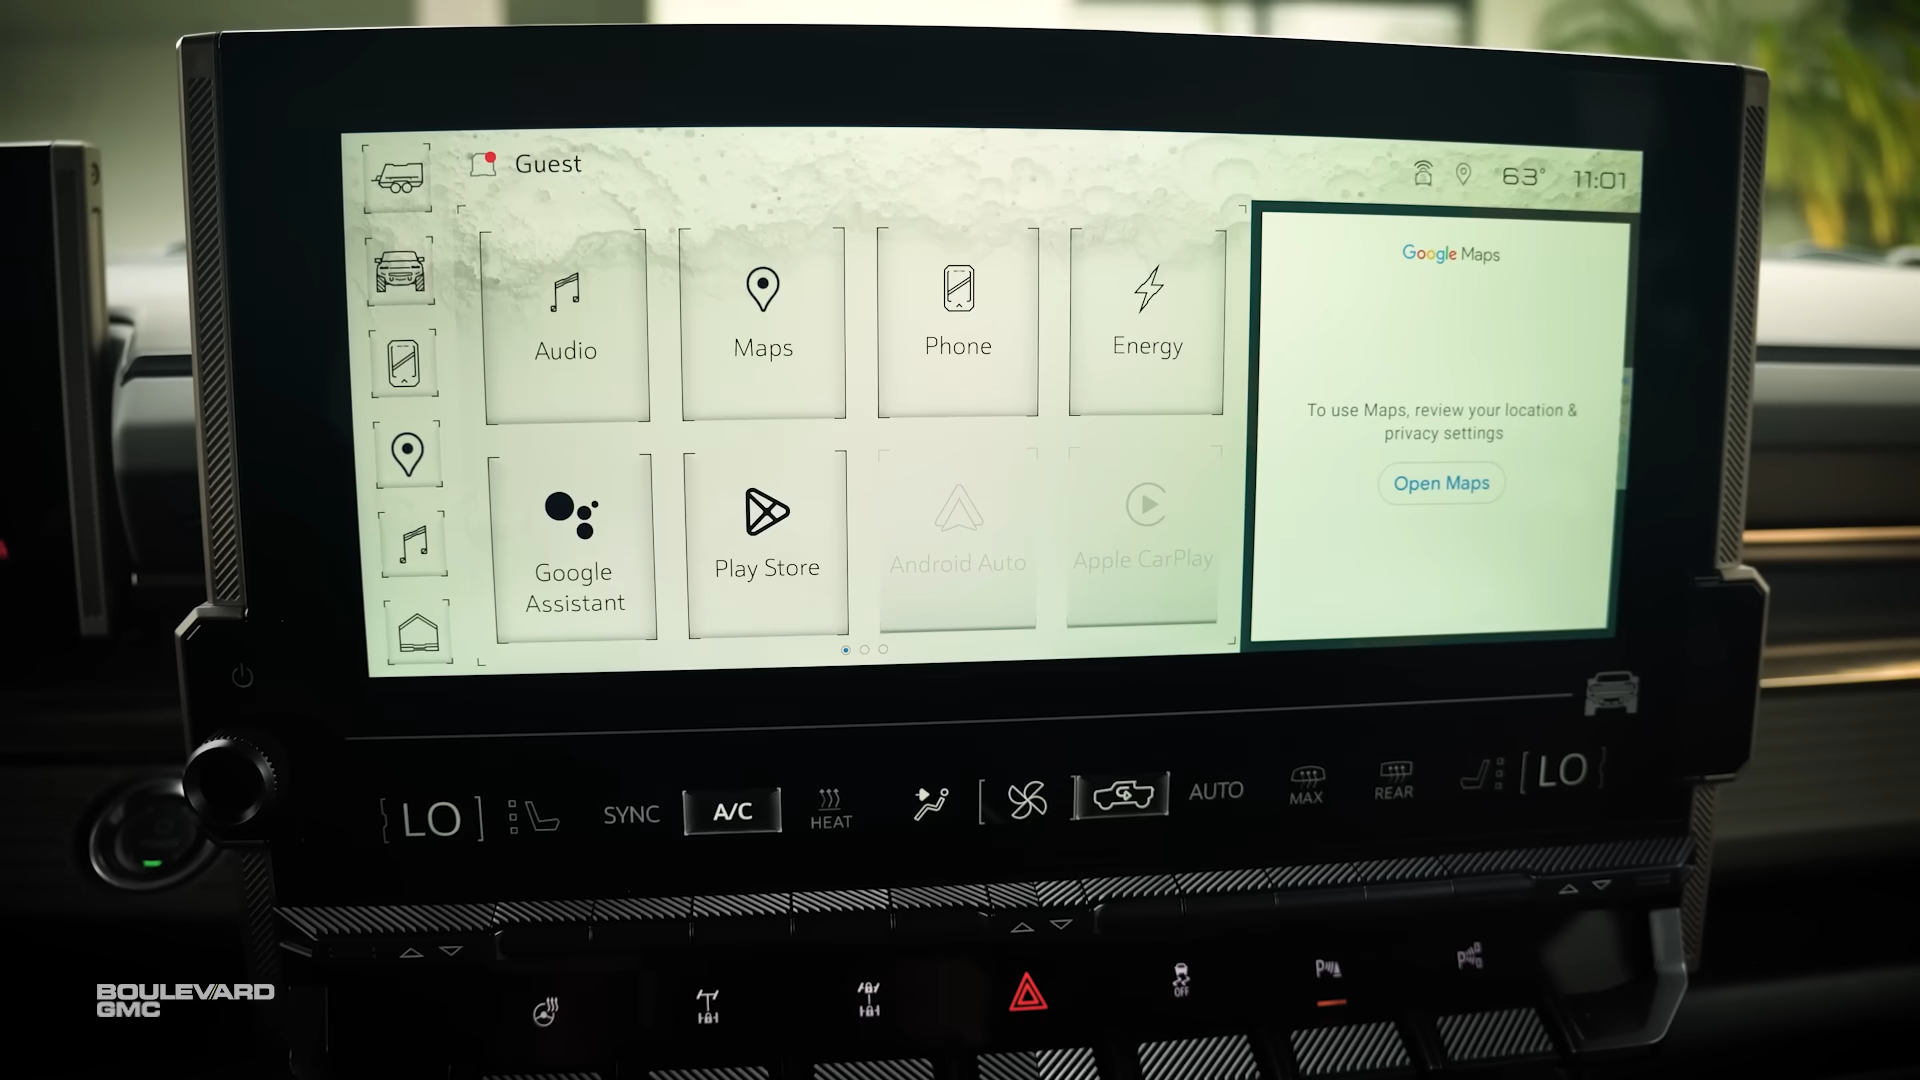 Guest
63° 11:01
Audio
Maps
Phone
Energy
Google
Assistant
Play Store
Android Auto
Apple CarPlay
Google Maps
To use Maps, review your location &
privacy settings
Open Maps
LO
SYNC
A/C
HEAT
AUTO
MAX
REAR
LO
OFF
P
P
BOULEVARD
GMC